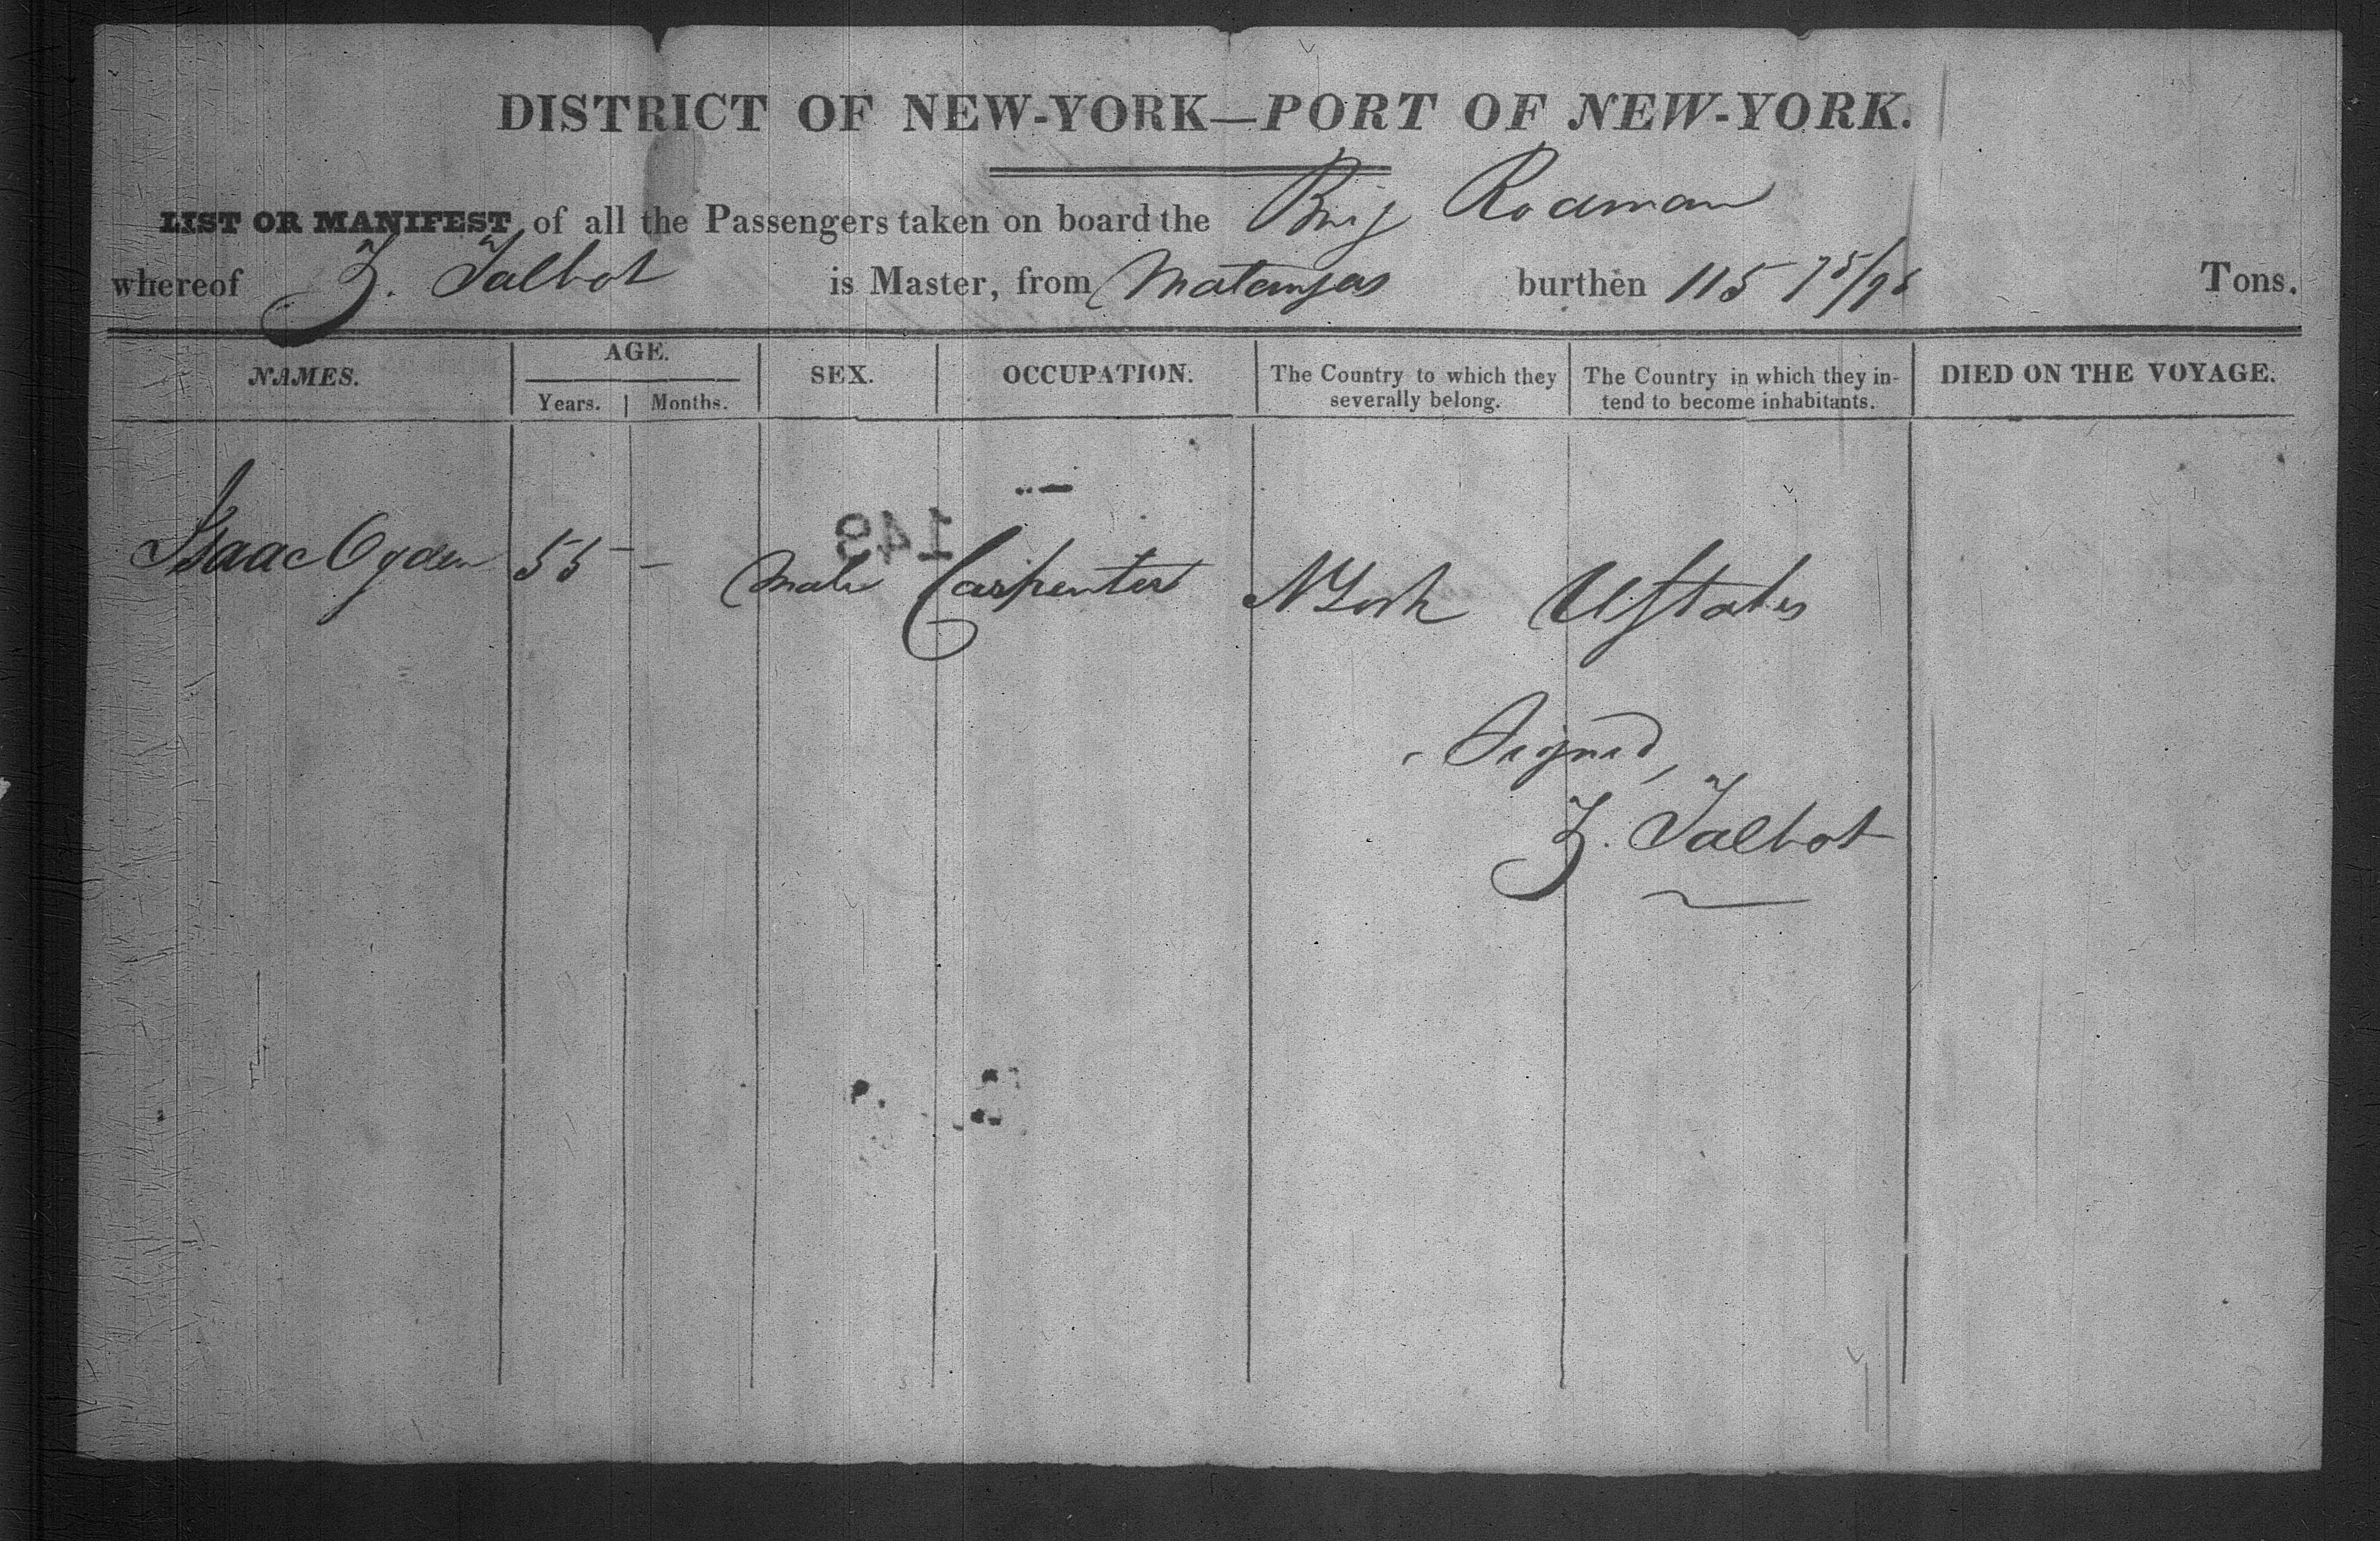 DISTRICT OF NEW-YORK—PORT OF NEW-YORK.
LIST OR MANIFEST of all the Passengers taken on board the Brig Rodman
whereof Z. Talbot is Master, from Matanzas burthen 115 75/95 Tons.
NAMES. AGE. Years. Months. SEX. OCCUPATION. The Country to which they severally belong. The Country in which they intend to become inhabitants. DIED ON THE VOYAGE.
149
Isaac Ogden 55 — Male Carpenter NYork UStates
Signed,
Z. Talbot